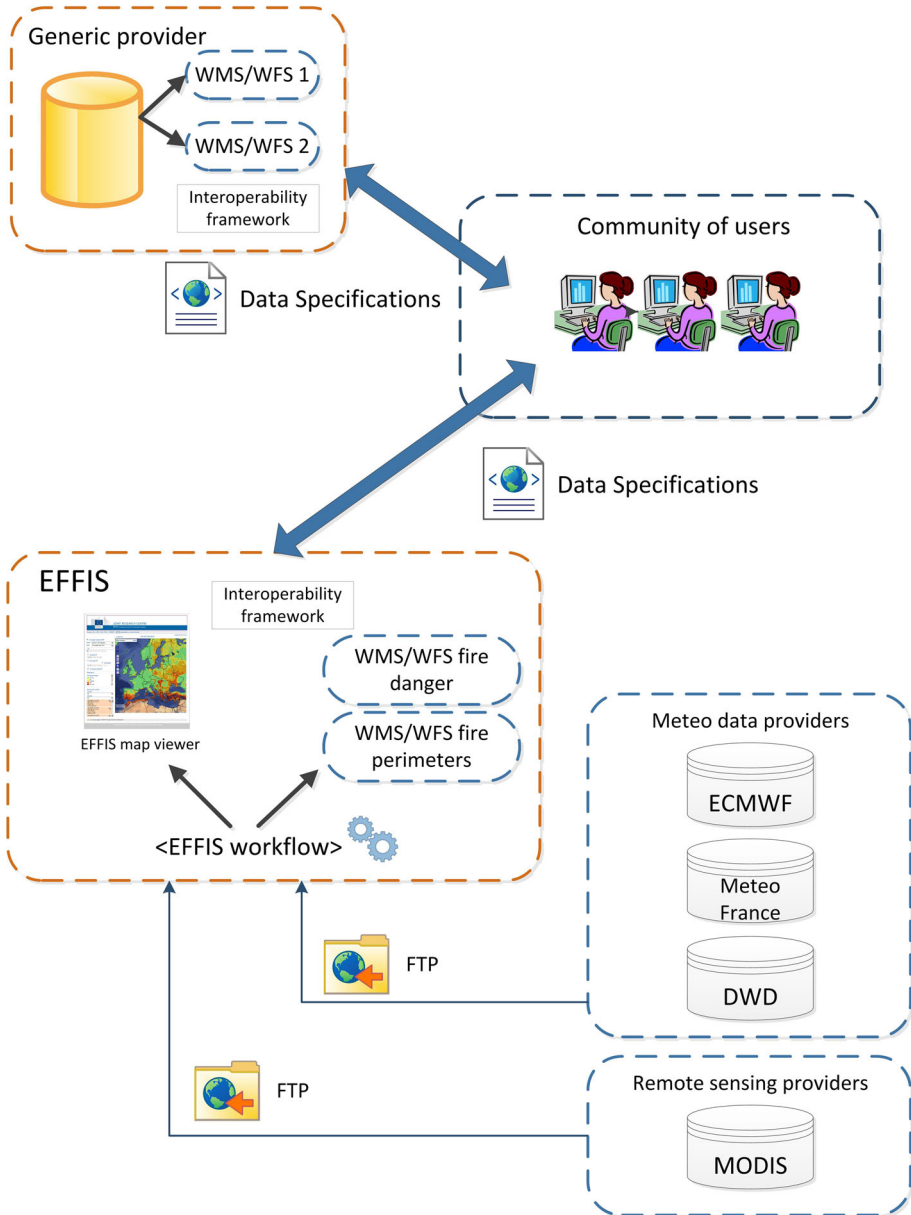 Generic provider
WMS/WFS 1
WMS/WFS 2
Interoperability
framework
Data Specifications
Community of users
Data Specifications
EFFIS
Interoperability
framework
EFFIS map viewer
WMS/WFS fire
danger
WMS/WFS fire
perimeters
<EFFIS workflow>
FTP
FTP
Meteo data providers
ECMWF
Meteo
France
DWD
Remote sensing providers
MODIS